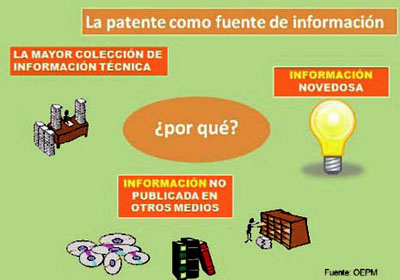 La patente como fuente de información
LA MAYOR COLECCIÓN DE
INFORMACIÓN TÉCNICA
INFORMACIÓN
NOVEDOSA
¿por qué?
INFORMACIÓN NO
PUBLICADA EN
OTROS MEDIOS
Fuente: OEPM